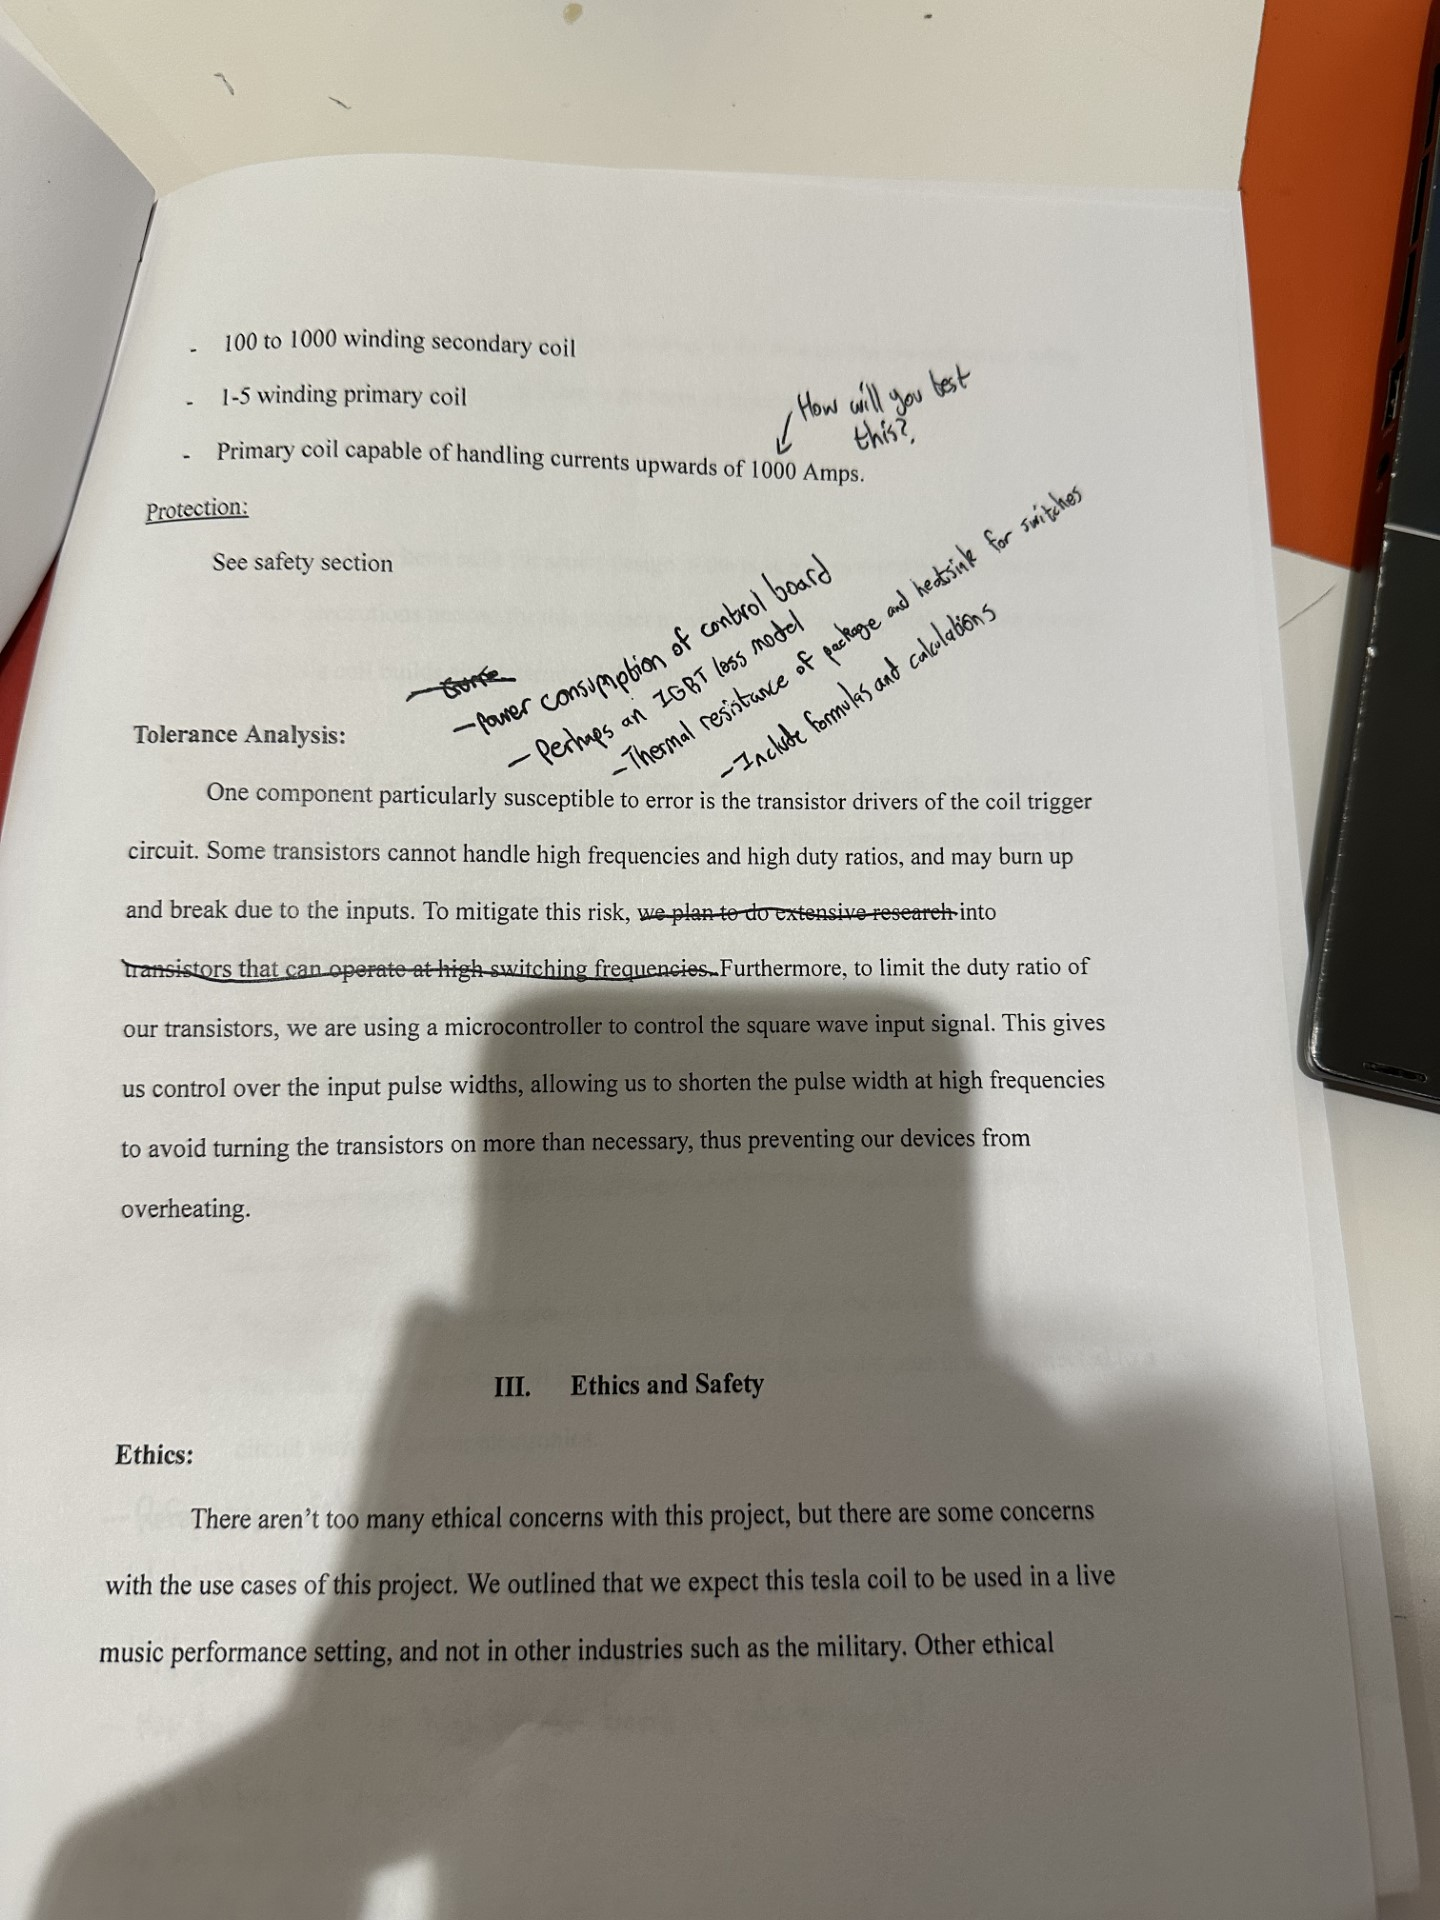 - 100 to 1000 winding secondary coil
- 1-5 winding primary coil
How will you test
this?
- Primary coil capable of handling currents upwards of 1000 Amps.
Protection:
See safety section
- Power consumption of control board
- Perhaps an IGBT loss model
- Thermal resistance of package and heatsink for switches
- Include formulas and calculations
Tolerance Analysis:
One component particularly susceptible to error is the transistor drivers of the coil trigger
circuit. Some transistors cannot handle high frequencies and high duty ratios, and may burn up
and break due to the inputs. To mitigate this risk, we plan to do extensive research into
transistors that can operate at high switching frequencies. Furthermore, to limit the duty ratio of
our transistors, we are using a microcontroller to control the square wave input signal. This gives
us control over the input pulse widths, allowing us to shorten the pulse width at high frequencies
to avoid turning the transistors on more than necessary, thus preventing our devices from
overheating.
III. Ethics and Safety
Ethics:
There aren't too many ethical concerns with this project, but there are some concerns
with the use cases of this project. We outlined that we expect this tesla coil to be used in a live
music performance setting, and not in other industries such as the military. Other ethical